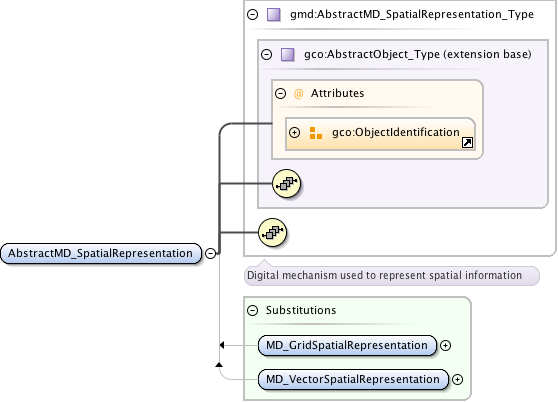 gmd:AbstractMD_SpatialRepresentation_Type
gco:AbstractObject_Type (extension base)
@ Attributes
gco:ObjectIdentification
AbstractMD_SpatialRepresentation
Digital mechanism used to represent spatial information
Substitutions
MD_GridSpatialRepresentation
MD_VectorSpatialRepresentation